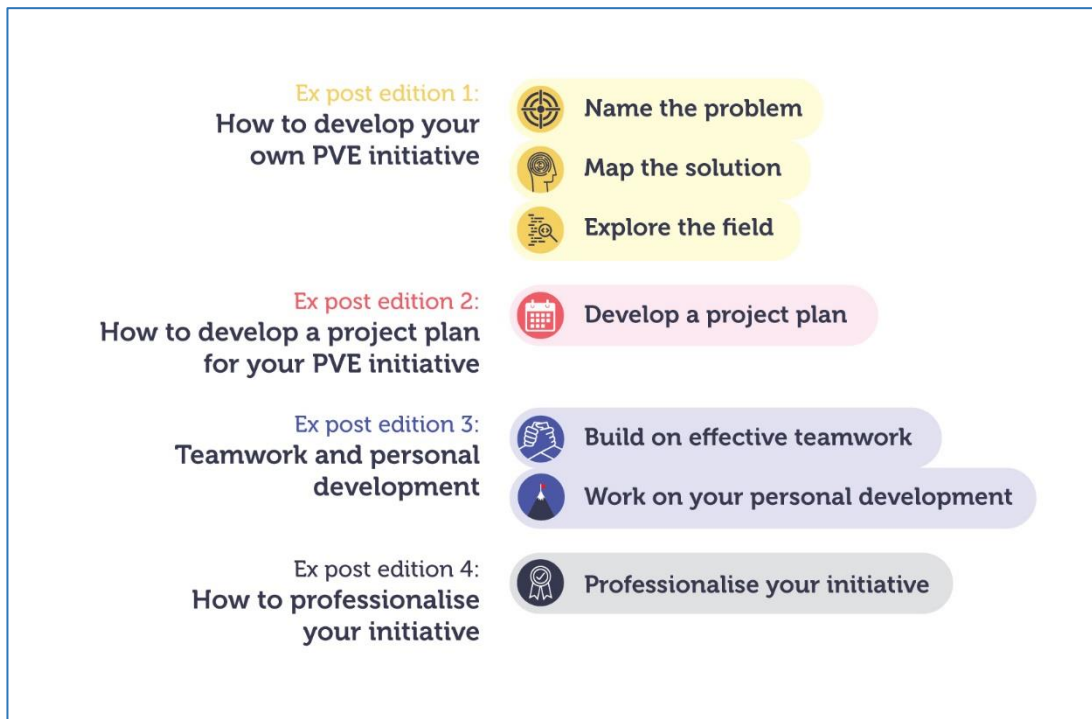 Ex post edition 1:
How to develop your
own PVE initiative
Name the problem
Map the solution
Explore the field
Ex post edition 2:
How to develop a project plan
for your PVE initiative
Develop a project plan
Ex post edition 3:
Teamwork and personal
development
Build on effective teamwork
Work on your personal development
Ex post edition 4:
How to professionalise
your initiative
Professionalise your initiative